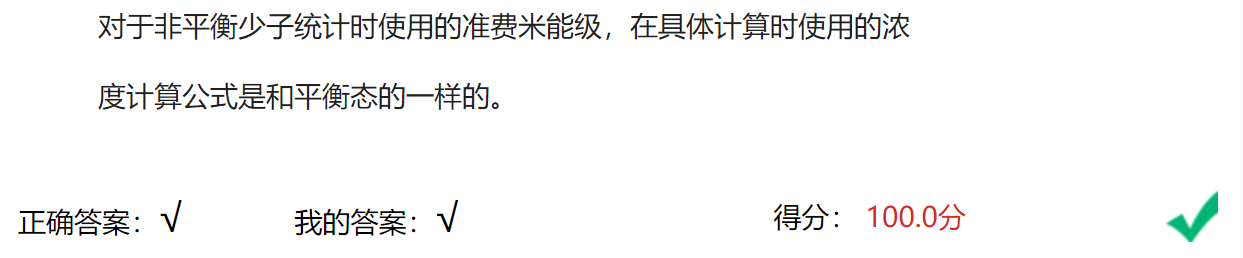 对于非平衡少子统计时使用的准费米能级，在具体计算时使用的浓
度计算公式是和平衡态的一样的。
正确答案：√ 我的答案：√ 得分： 100.0分